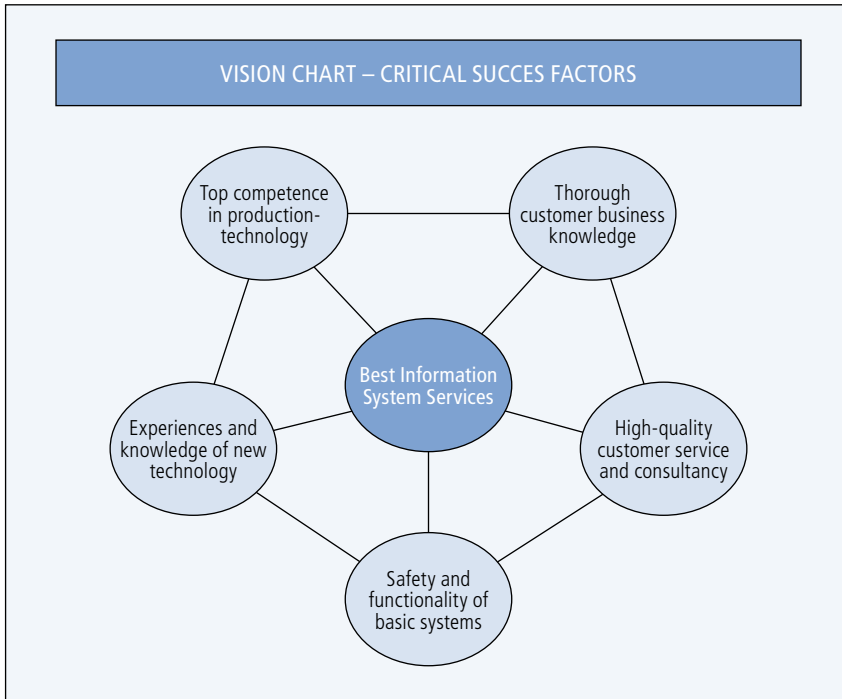 VISION CHART – CRITICAL SUCCES FACTORS
Top competence
in production-
technology
Thorough
customer business
knowledge
Best Information
System Services
Experiences and
knowledge of new
technology
High-quality
customer service
and consultancy
Safety and
functionality of
basic systems